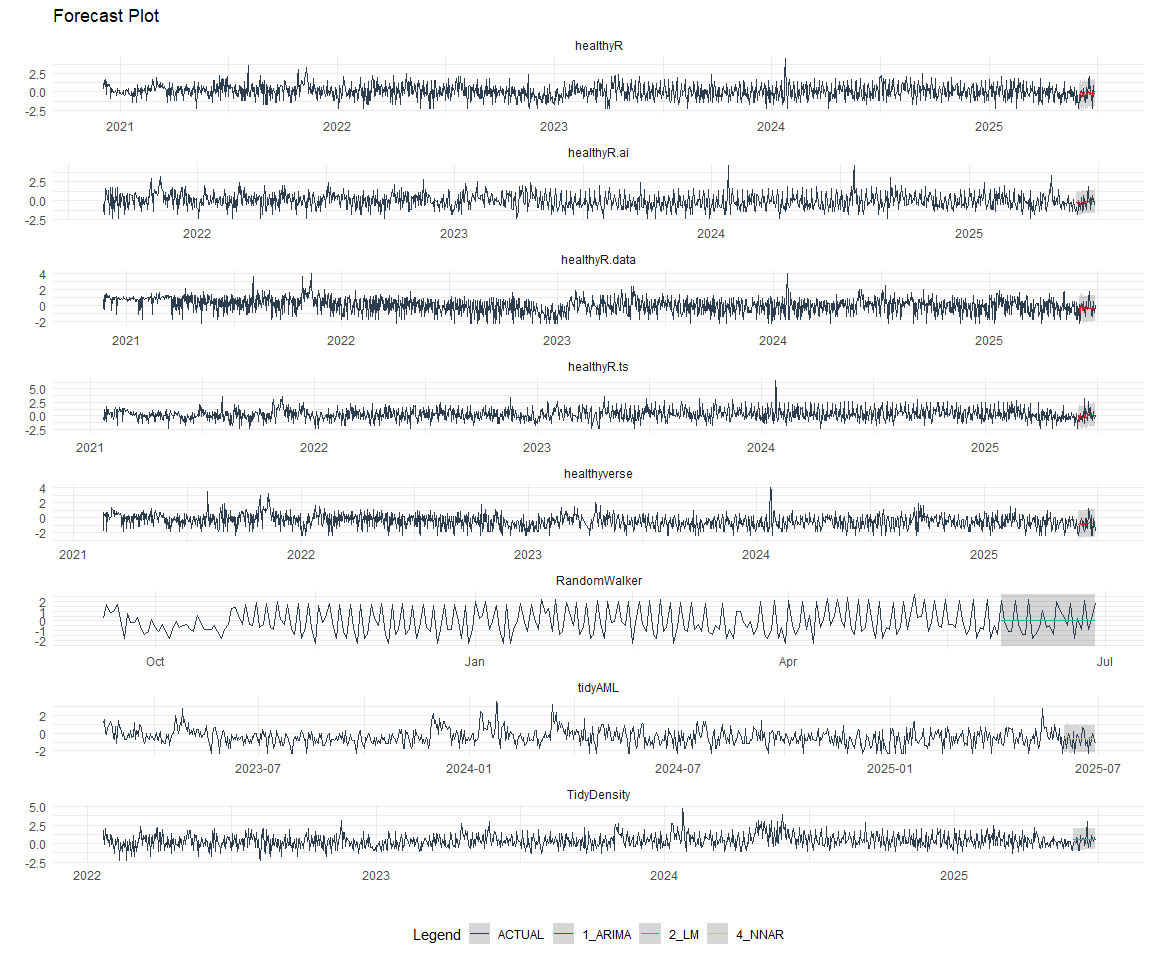 Forecast Plot
healthyR
2.5
0.0
-2.5
2021 2022 2023 2024 2025
healthyR.ai
2.5
0.0
-2.5
2022 2023 2024 2025
healthyR.data
4
2
0
-2
2021 2022 2023 2024 2025
healthyR.ts
5.0
2.5
0.0
-2.5
2021 2022 2023 2024 2025
healthyverse
4
2
0
-2
2021 2022 2023 2024 2025
RandomWalker
2
1
0
-1
-2
Oct Jan Apr Jul
tidyAML
2
0
-2
2023-07 2024-01 2024-07 2025-01 2025-07
TidyDensity
5.0
2.5
0.0
-2.5
2022 2023 2024 2025
Legend ACTUAL 1_ARIMA 2_LM 4_NNAR